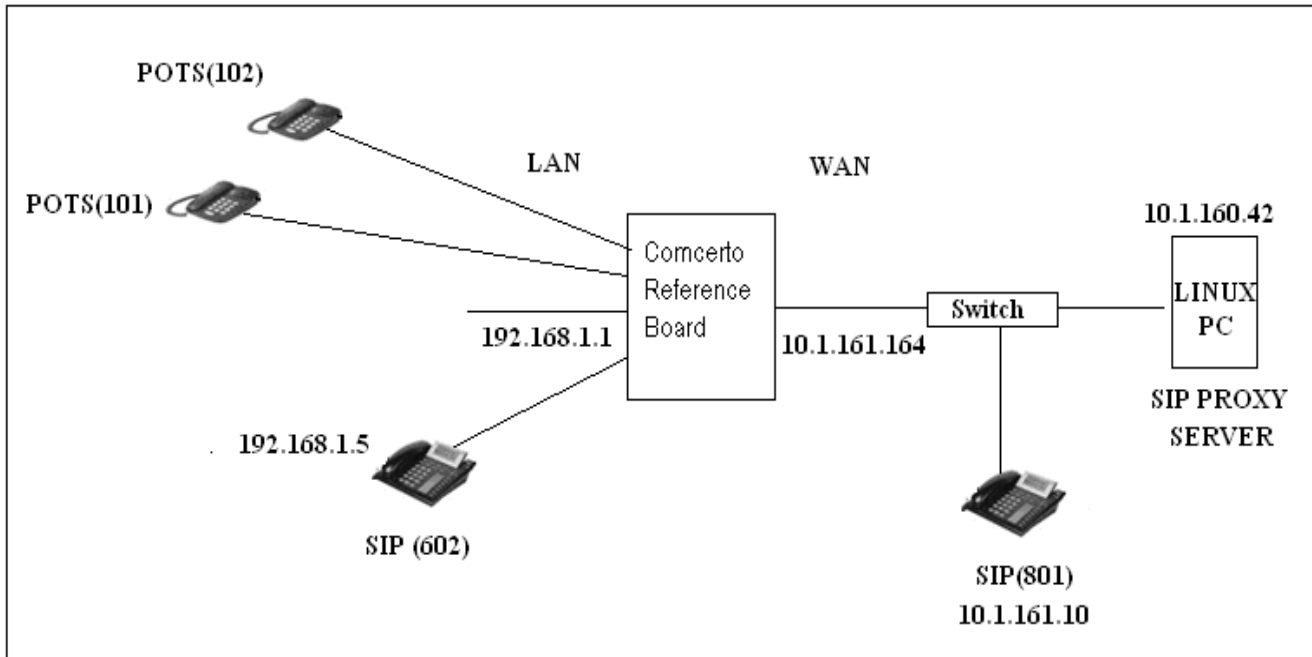 POTS(102)
LAN
WAN
POTS(101)
10.1.160.42
Comcerto
Reference
Board
LINUX
PC
Switch
192.168.1.1
10.1.161.164
SIP PROXY
SERVER
192.168.1.5
SIP (602)
SIP(801)
10.1.161.10